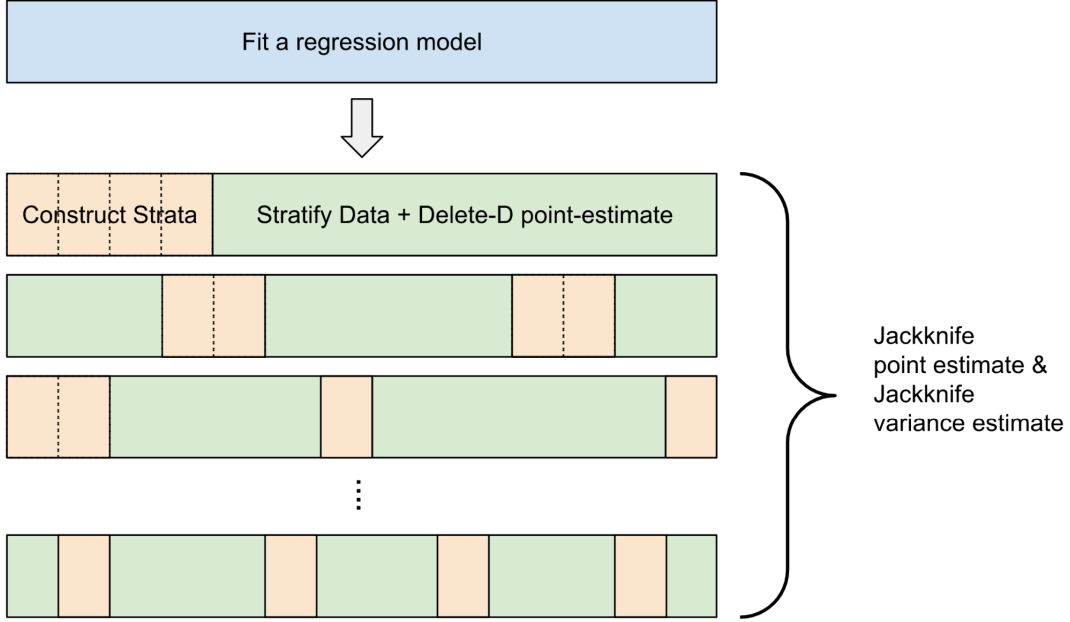 Fit a regression model
Construct Strata
Stratify Data + Delete-D point-estimate
Jackknife
point estimate &
Jackknife
variance estimate